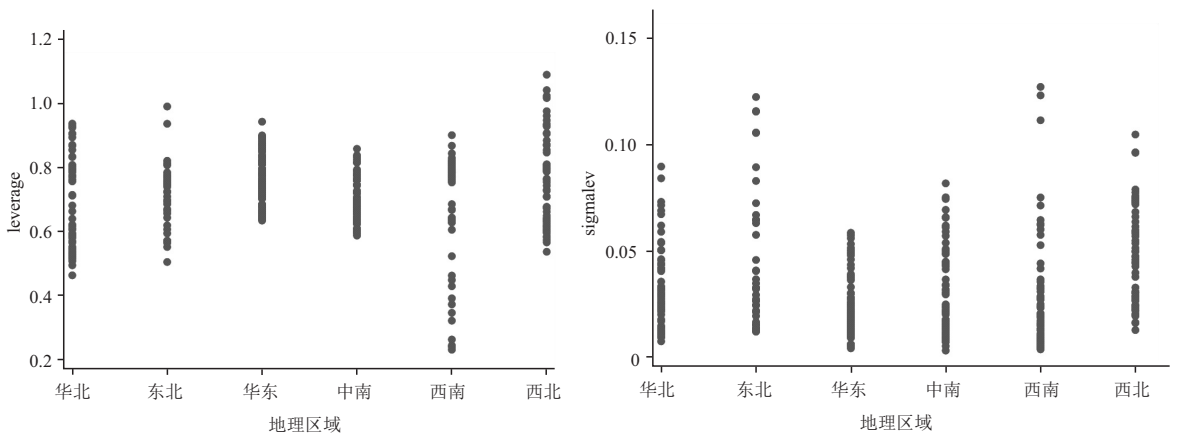 1.2
1.0
0.8
0.6
0.4
0.2
leverage
华北 东北 华东 中南 西南 西北
地理区域
0.15
0.10
0.05
0
sigmalev
华北 东北 华东 中南 西南 西北
地理区域